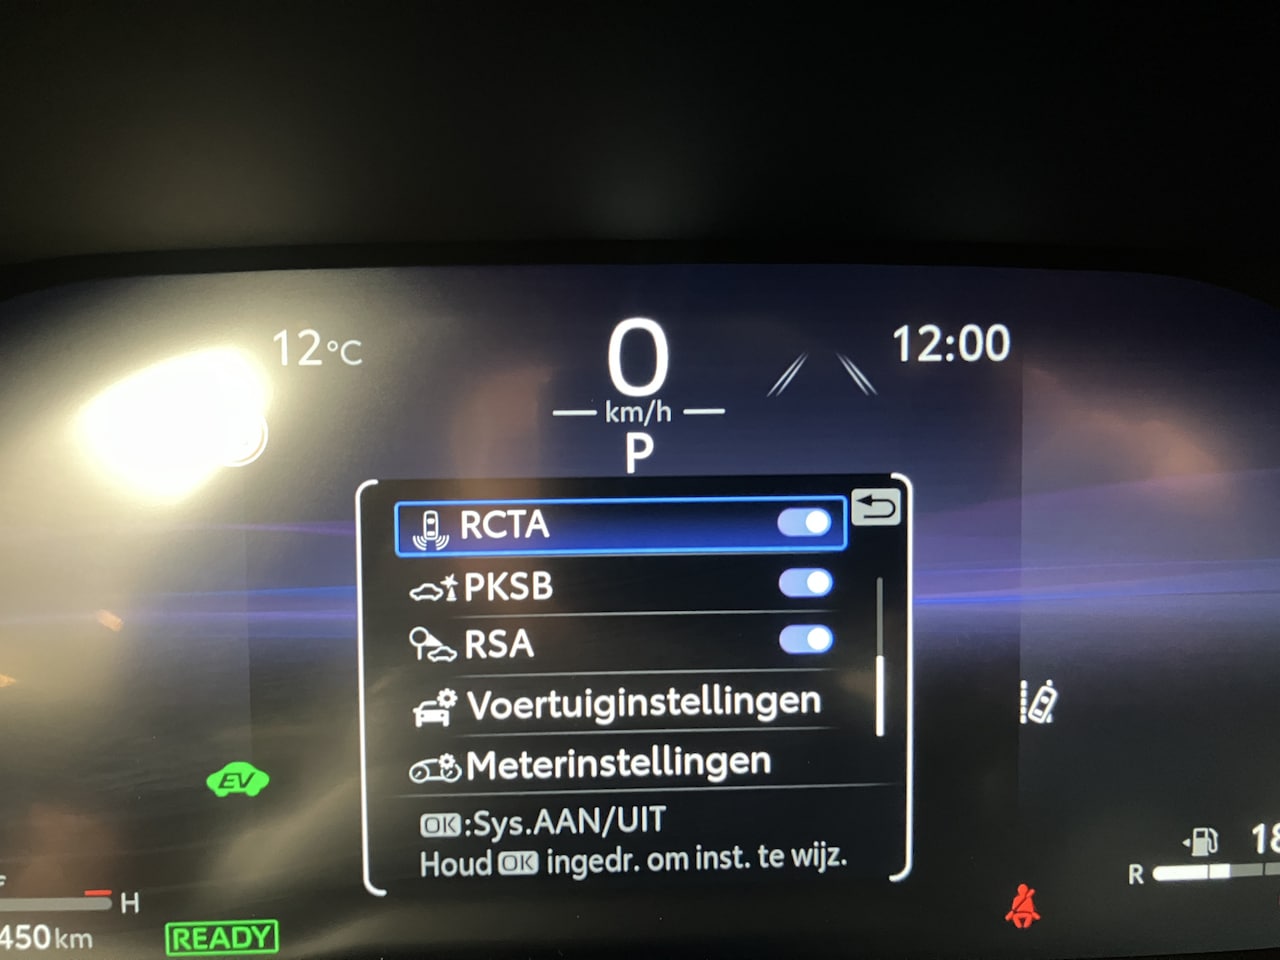 12°C
0
km/h
P
12:00
RCTA
PKSB
RSA
Voertuiginstellingen
Meterinstellingen
OK:Sys.AAN/UIT
Houd OK ingedr. om inst. te wijz.
EV
H
450km
READY
R